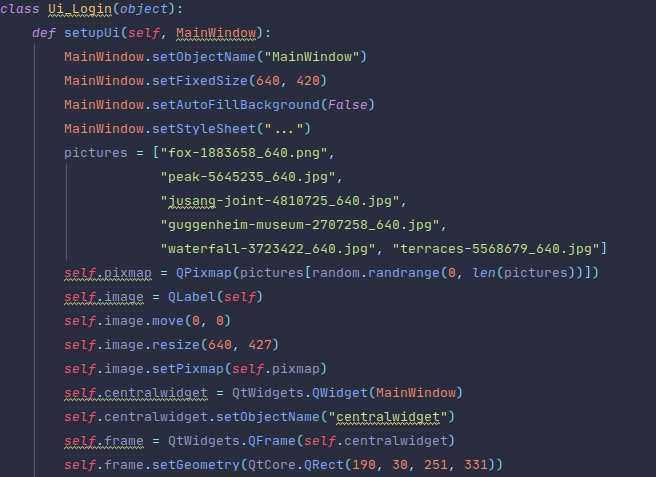 class Ui_Login(object):
    def setupUi(self, MainWindow):
        MainWindow.setObjectName("MainWindow")
        MainWindow.setFixedSize(640, 420)
        MainWindow.setAutoFillBackground(False)
        MainWindow.setStyleSheet("...")
        pictures = ["fox-1883658_640.png",
                    "peak-5645235_640.jpg",
                    "jusang-joint-4810725_640.jpg",
                    "guggenheim-museum-2707258_640.jpg",
                    "waterfall-3723422_640.jpg", "terraces-5568679_640.jpg"]
        self.pixmap = QPixmap(pictures[random.randrange(0, len(pictures))])
        self.image = QLabel(self)
        self.image.move(0, 0)
        self.image.resize(640, 427)
        self.image.setPixmap(self.pixmap)
        self.centralwidget = QtWidgets.QWidget(MainWindow)
        self.centralwidget.setObjectName("centralwidget")
        self.frame = QtWidgets.QFrame(self.centralwidget)
        self.frame.setGeometry(QtCore.QRect(190, 30, 251, 331))